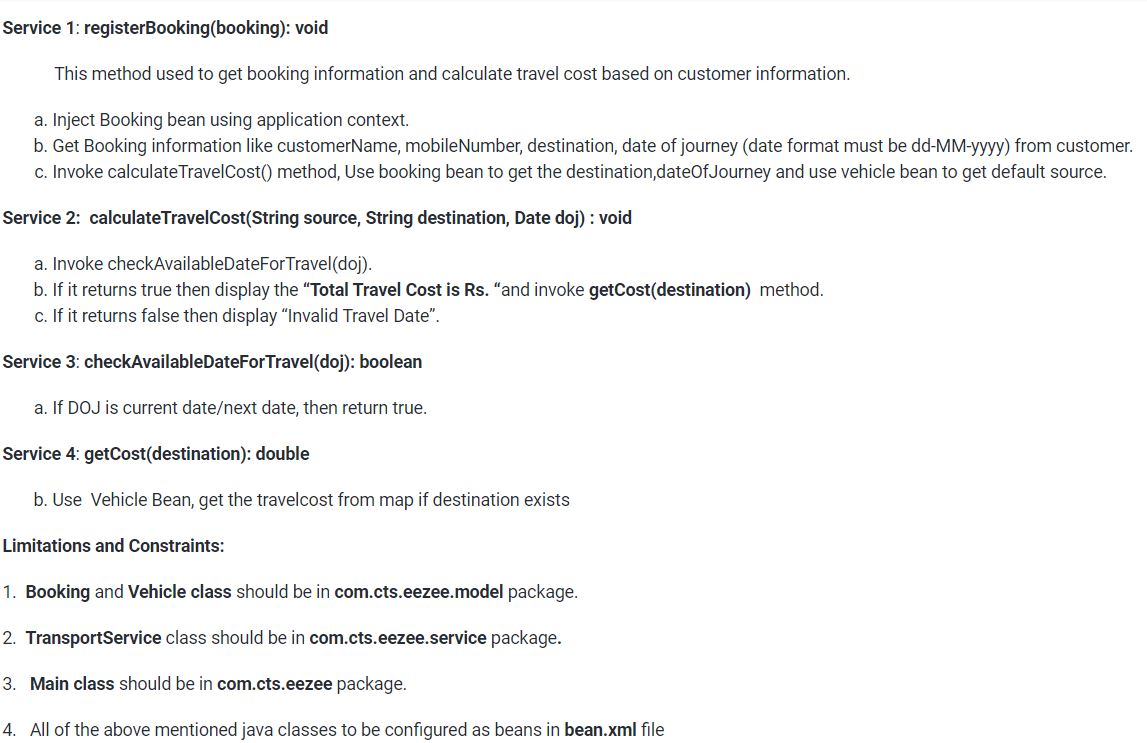 Service 1: registerBooking(booking): void
This method used to get booking information and calculate travel cost based on customer information.
a. Inject Booking bean using application context.
b. Get Booking information like customerName, mobileNumber, destination, date of journey (date format must be dd-MM-yyyy) from customer.
c. Invoke calculateTravelCost() method, Use booking bean to get the destination,dateOfJourney and use vehicle bean to get default source.
Service 2:  calculateTravelCost(String source, String destination, Date doj) : void
a. Invoke checkAvailableDateForTravel(doj).
b. If it returns true then display the “Total Travel Cost is Rs. “and invoke getCost(destination)  method.
c. If it returns false then display “Invalid Travel Date”.
Service 3: checkAvailableDateForTravel(doj): boolean
a. If DOJ is current date/next date, then return true.
Service 4: getCost(destination): double
b. Use  Vehicle Bean, get the travelcost from map if destination exists
Limitations and Constraints:
1.  Booking and Vehicle class should be in com.cts.eezee.model package.
2.  TransportService class should be in com.cts.eezee.service package.
3.   Main class should be in com.cts.eezee package.
4.   All of the above mentioned java classes to be configured as beans in bean.xml file